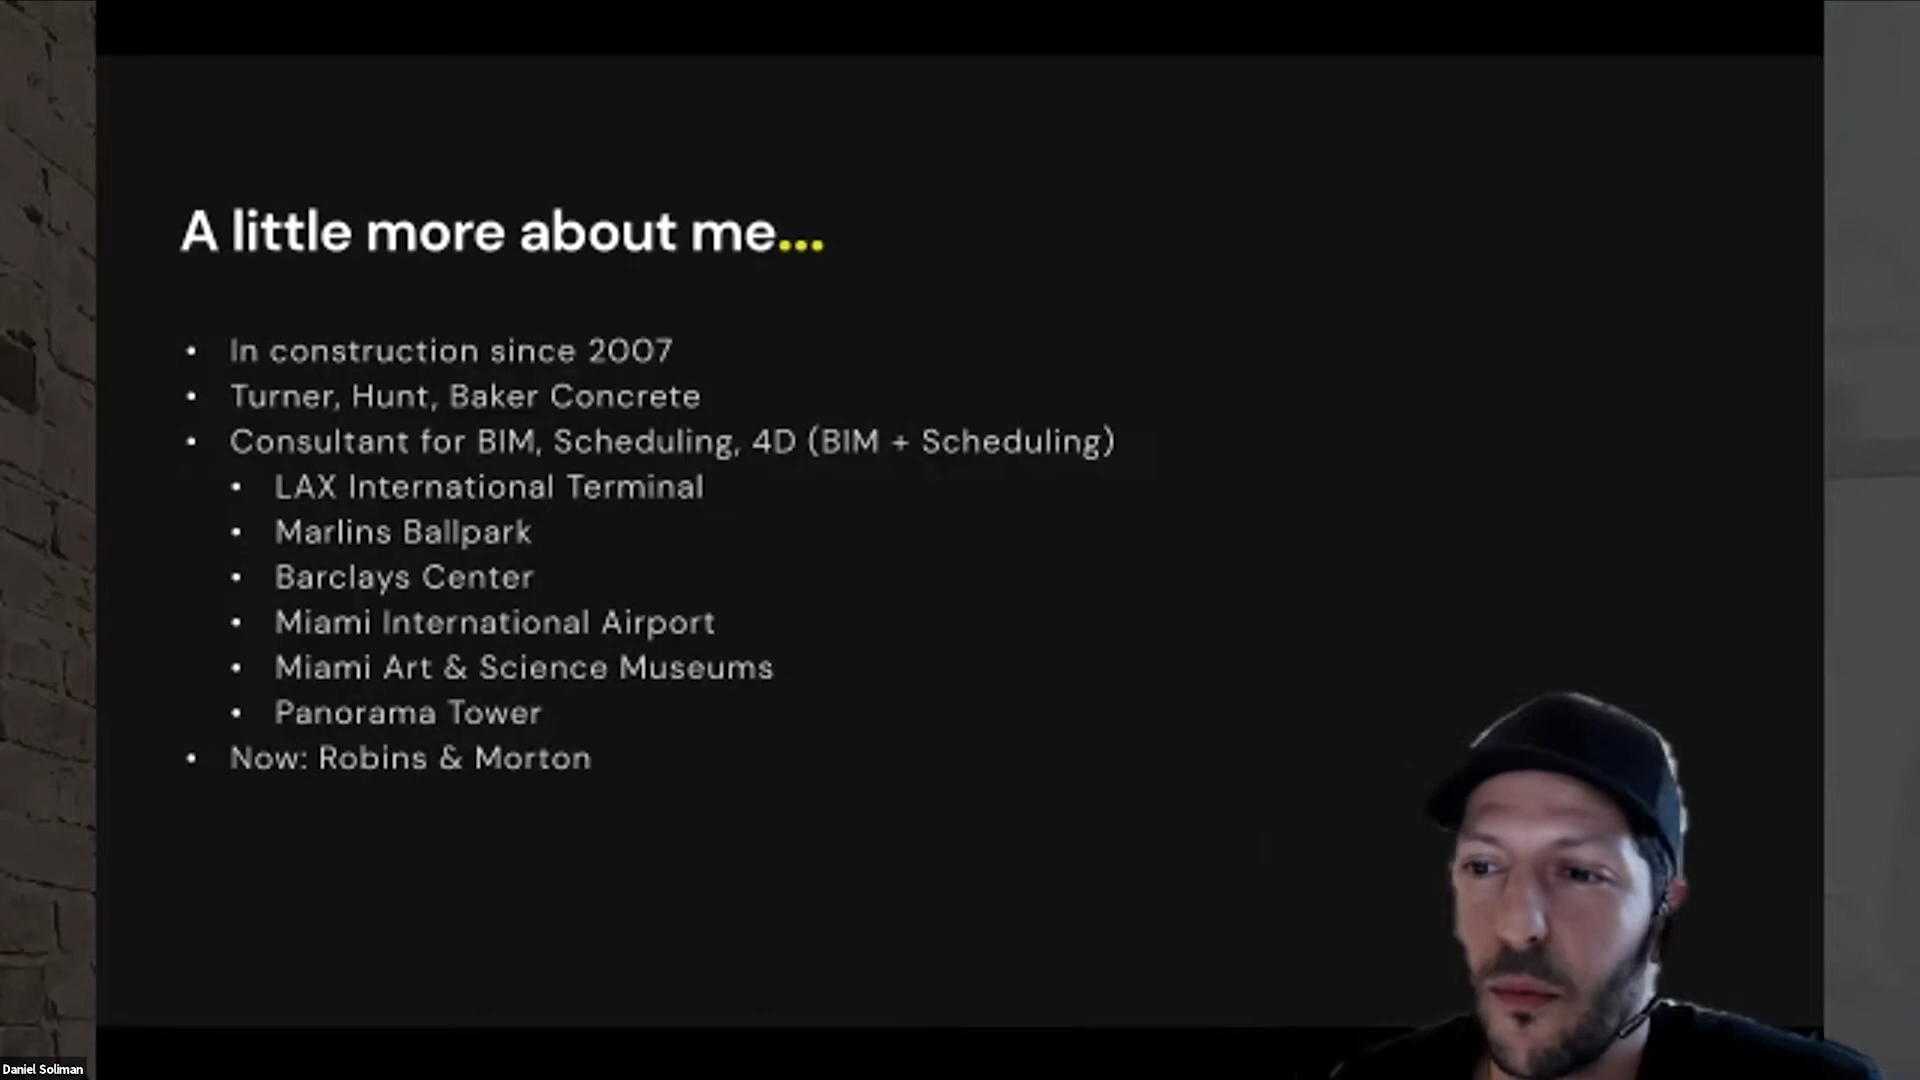 A little more about me...
• In construction since 2007
• Turner, Hunt, Baker Concrete
• Consultant for BIM, Scheduling, 4D (BIM + Scheduling)
• LAX International Terminal
• Marlins Ballpark
• Barclays Center
• Miami International Airport
• Miami Art & Science Museums
• Panorama Tower
• Now: Robins & Morton
Daniel Soliman